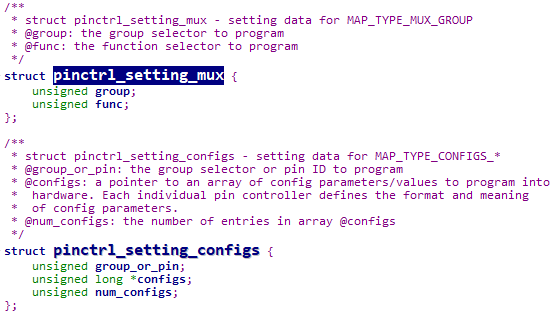 /**
 * struct pinctrl_setting_mux - setting data for MAP_TYPE_MUX_GROUP
 * @group: the group selector to program
 * @func: the function selector to program
 */
struct pinctrl_setting_mux {
    unsigned group;
    unsigned func;
};

/**
 * struct pinctrl_setting_configs - setting data for MAP_TYPE_CONFIGS_*
 * @group_or_pin: the group selector or pin ID to program
 * @configs: a pointer to an array of config parameters/values to program into
 *  hardware. Each individual pin controller defines the format and meaning
 *  of config parameters.
 * @num_configs: the number of entries in array @configs
 */
struct pinctrl_setting_configs {
    unsigned group_or_pin;
    unsigned long *configs;
    unsigned num_configs;
};